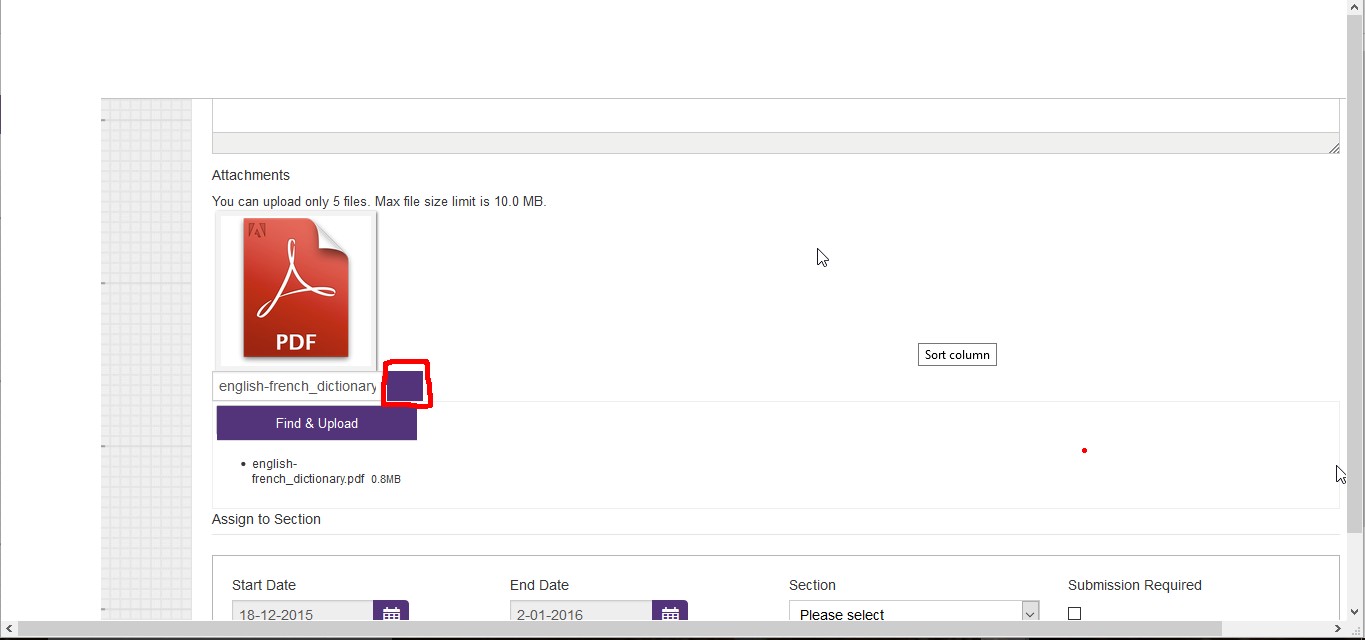 Attachments
You can upload only 5 files. Max file size limit is 10.0 MB.
PDF
Sort column
english-french_dictionary
Find & Upload
• english-
french_dictionary.pdf 0.8MB
Assign to Section
Start Date End Date Section Submission Required
18-12-2015 2-01-2016 Please select